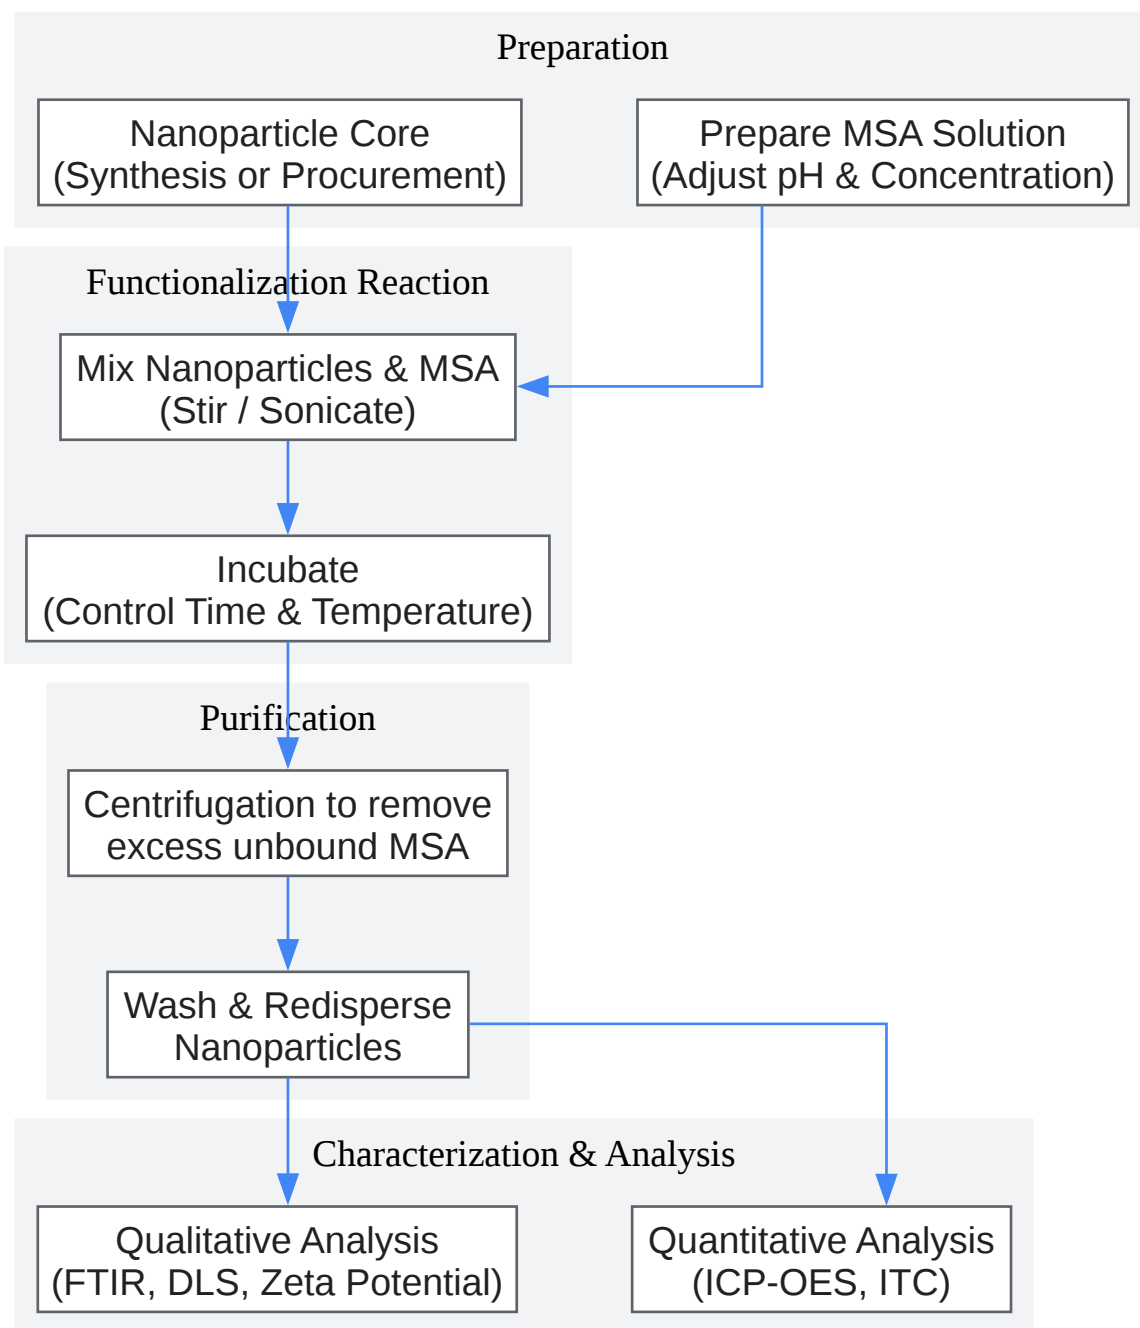 Preparation
Nanoparticle Core
(Synthesis or Procurement)
Prepare MSA Solution
(Adjust pH & Concentration)
Functionalization Reaction
Mix Nanoparticles & MSA
(Stir / Sonicate)
Incubate
(Control Time & Temperature)
Purification
Centrifugation to remove
excess unbound MSA
Wash & Redisperse
Nanoparticles
Characterization & Analysis
Qualitative Analysis
(FTIR, DLS, Zeta Potential)
Quantitative Analysis
(ICP-OES, ITC)